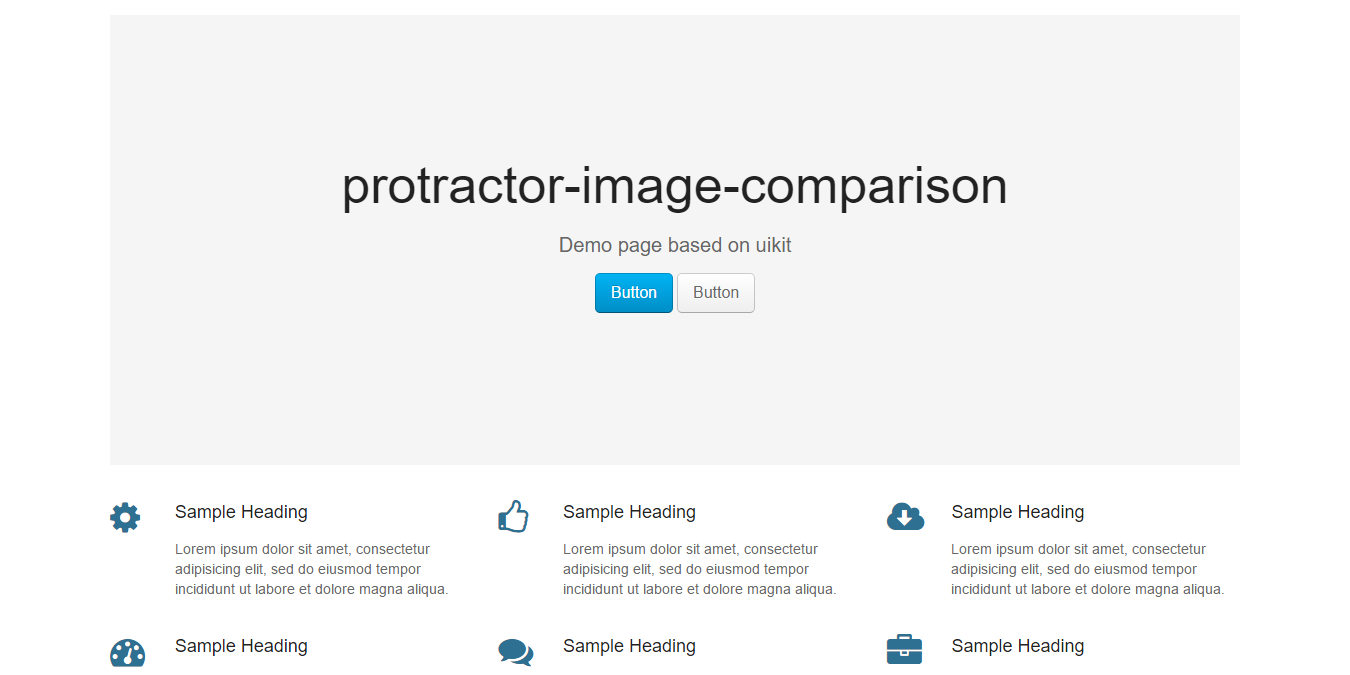 protractor-image-comparison
Demo page based on uikit
Button Button
Sample Heading
Lorem ipsum dolor sit amet, consectetur
adipisicing elit, sed do eiusmod tempor
incididunt ut labore et dolore magna aliqua.
Sample Heading
Lorem ipsum dolor sit amet, consectetur
adipisicing elit, sed do eiusmod tempor
incididunt ut labore et dolore magna aliqua.
Sample Heading
Lorem ipsum dolor sit amet, consectetur
adipisicing elit, sed do eiusmod tempor
incididunt ut labore et dolore magna aliqua.
Sample Heading
Sample Heading
Sample Heading